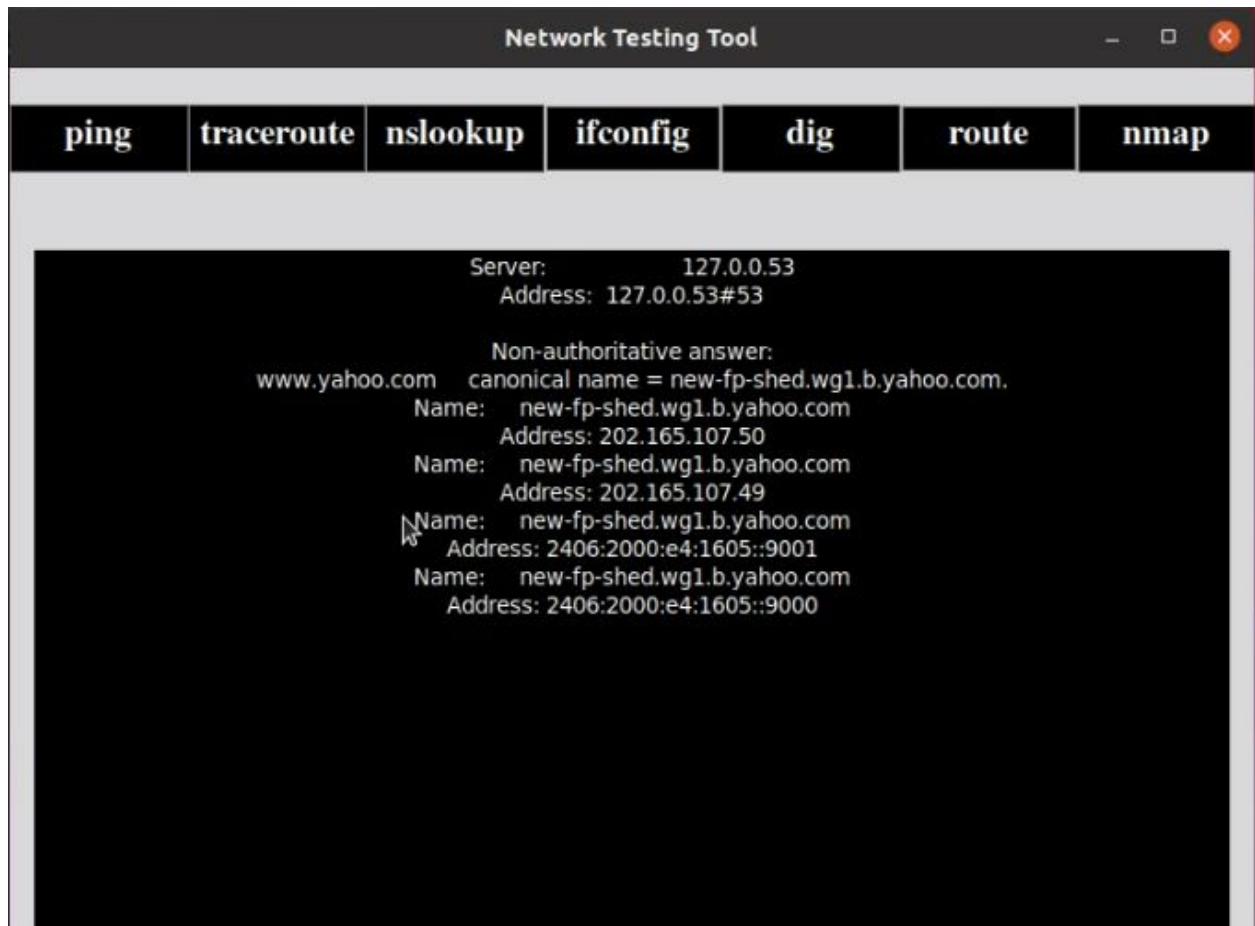 Network Testing Tool
ping traceroute nslookup ifconfig dig route nmap
Server: 127.0.0.53
Address: 127.0.0.53#53
Non-authoritative answer:
www.yahoo.com canonical name = new-fp-shed.wg1.b.yahoo.com.
Name: new-fp-shed.wg1.b.yahoo.com
Address: 202.165.107.50
Name: new-fp-shed.wg1.b.yahoo.com
Address: 202.165.107.49
Name: new-fp-shed.wg1.b.yahoo.com
Address: 2406:2000:e4:1605::9001
Name: new-fp-shed.wg1.b.yahoo.com
Address: 2406:2000:e4:1605::9000